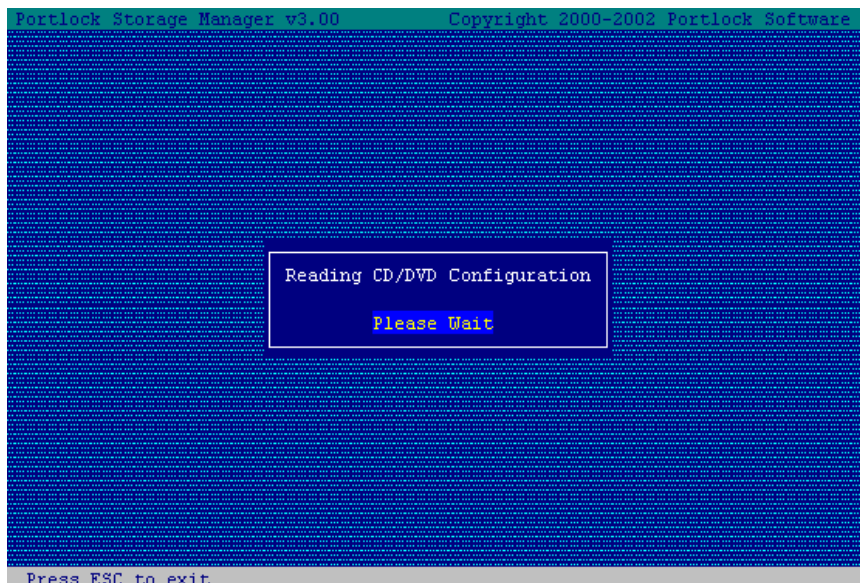 Portlock Storage Manager v3.00 Copyright 2000-2002 Portlock Software
Reading CD/DVD Configuration
Please Wait
Press ESC to exit